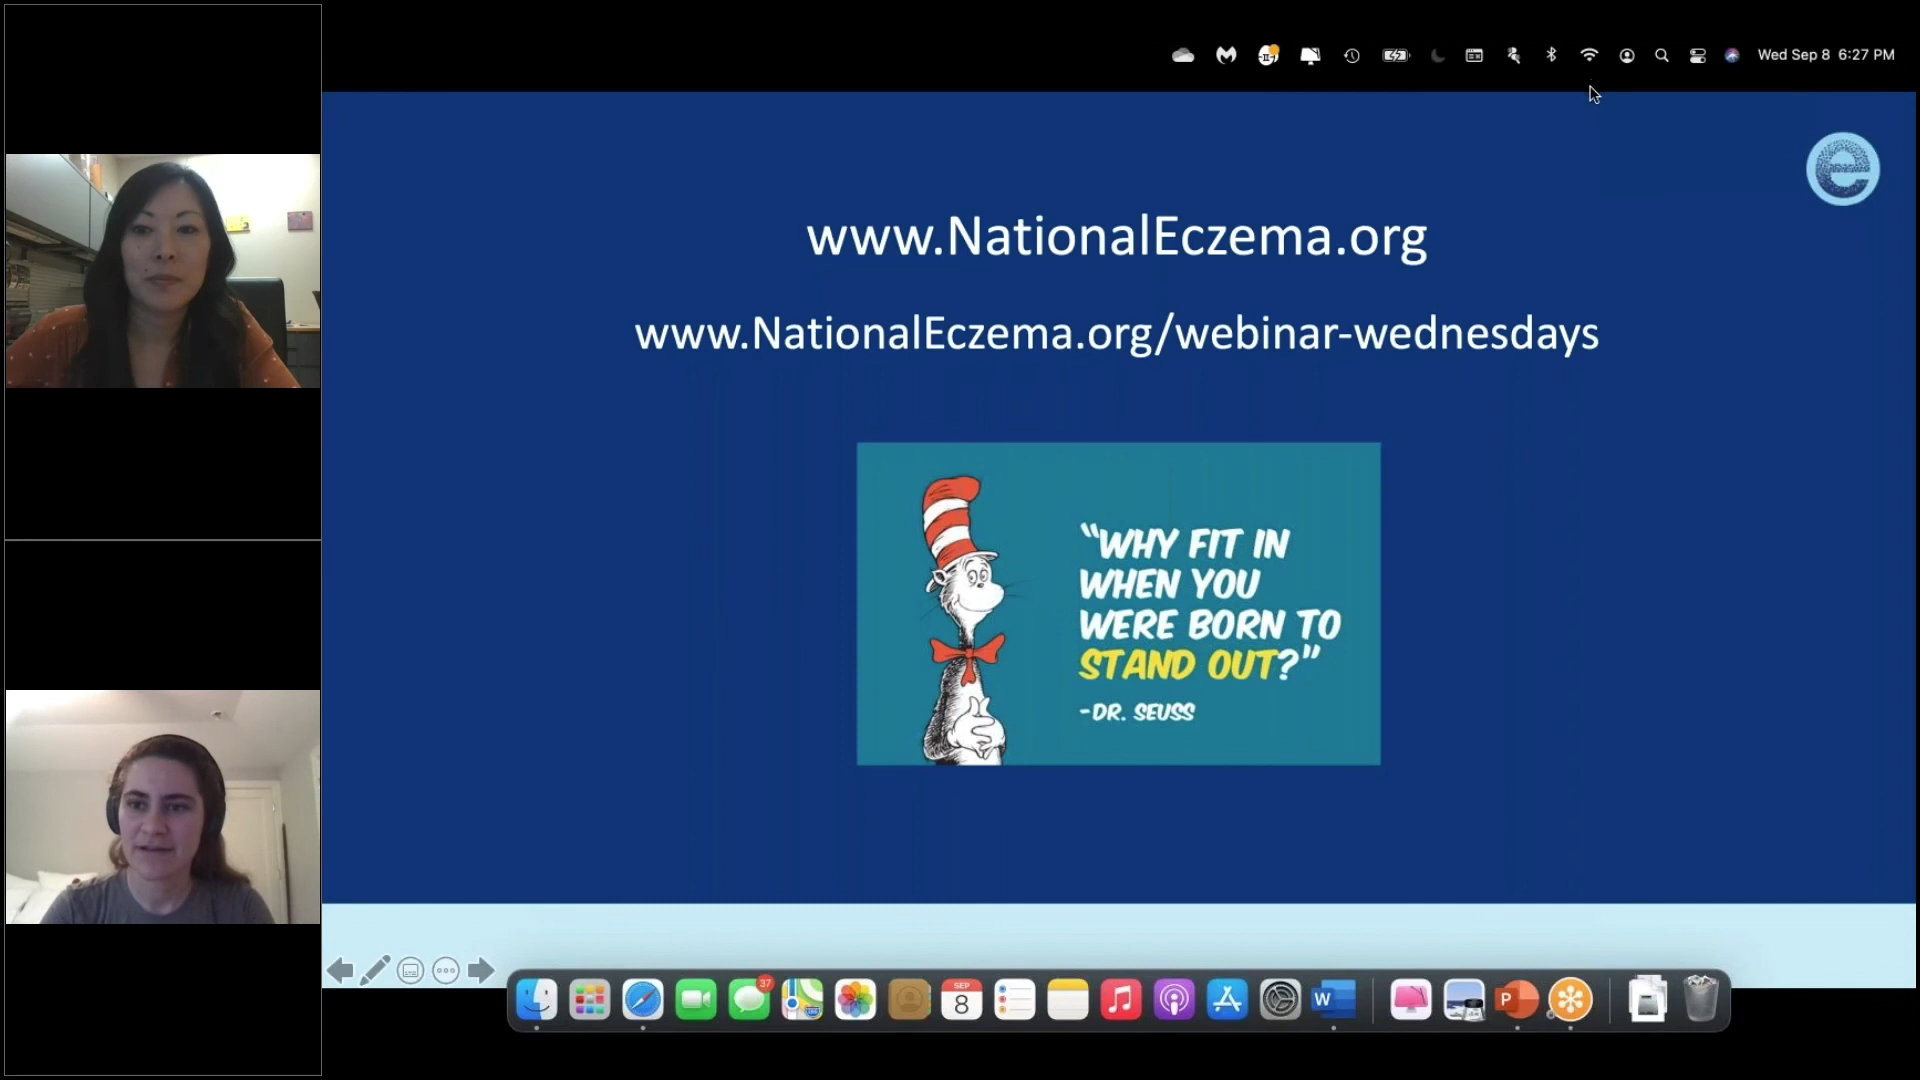 Wed Sep 8 6:27 PM
e
www.NationalEczema.org
www.NationalEczema.org/webinar-wednesdays
“WHY FIT IN
WHEN YOU
WERE BORN TO
STAND OUT?”
-DR. SEUSS
37
SEP
8
W
P